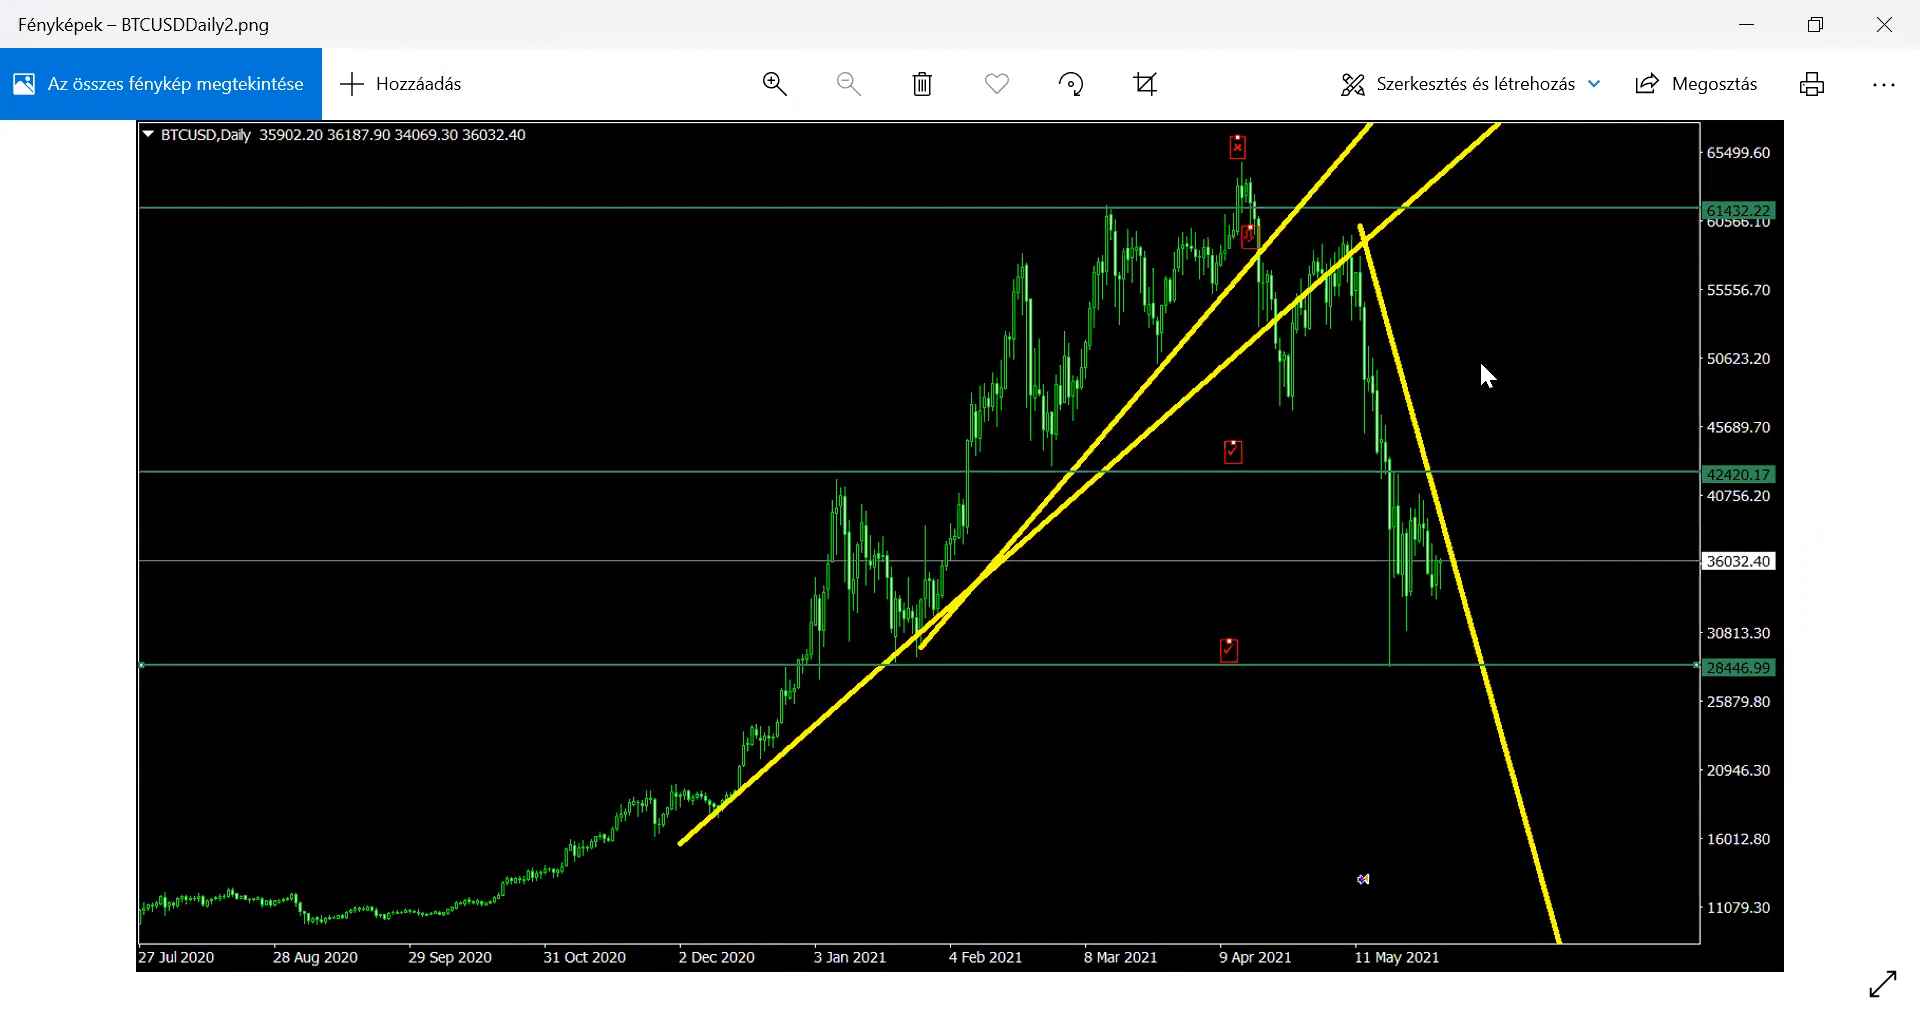 Fényképek – BTCUSDDaily2.png
Az összes fénykép megtekintése
Hozzáadás
Szerkesztés és létrehozás
Megosztás
BTCUSD,Daily 35902.20 36187.90 34069.30 36032.40
65499.60
61432.22
60566.10
55556.70
50623.20
45689.70
42420.17
40756.20
36032.40
30813.30
28446.99
25879.80
20946.30
16012.80
11079.30
27 Jul 2020 28 Aug 2020 29 Sep 2020 31 Oct 2020 2 Dec 2020 3 Jan 2021 4 Feb 2021 8 Mar 2021 9 Apr 2021 11 May 2021